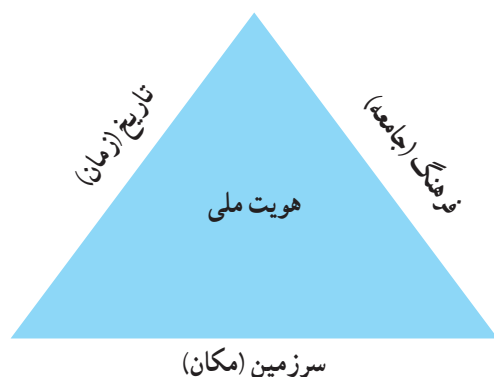 فرهنگ (جامعه)
تاریخ (زمان)
هویت ملی
سرزمین (مکان)